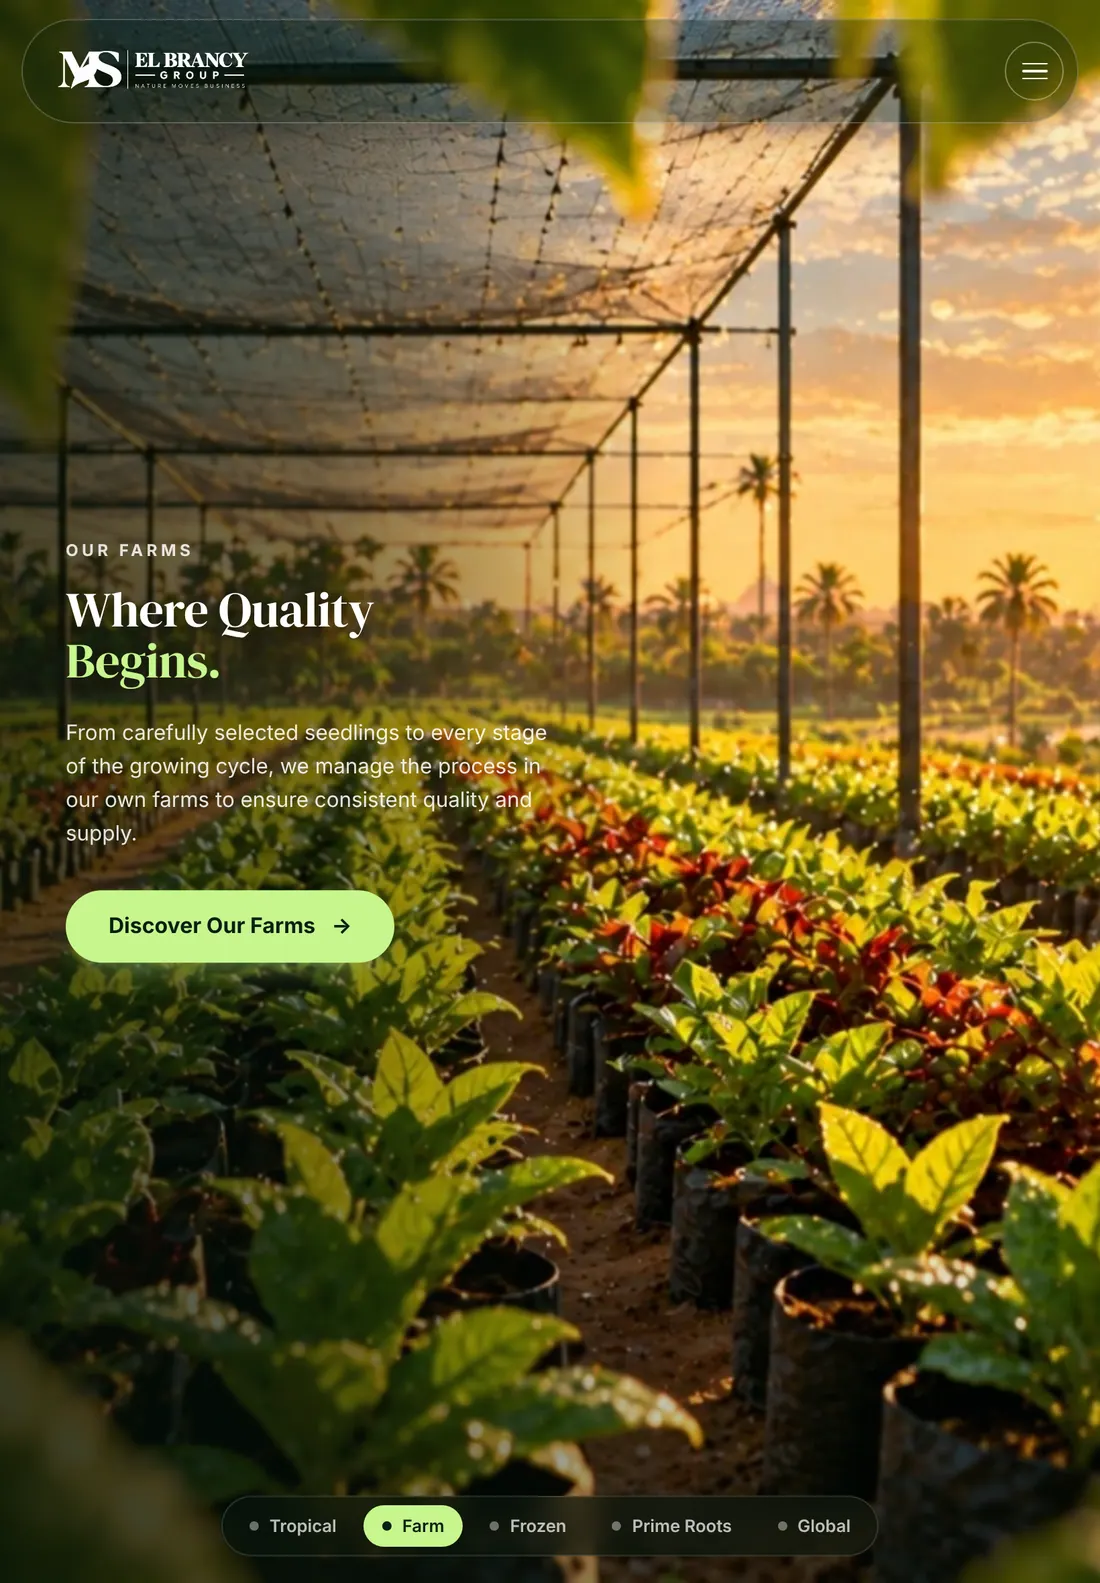 MS
EL BRANCY
GROUP
NATURE MOVES BUSINESS
OUR FARMS
Where Quality
Begins.
From carefully selected seedlings to every stage
of the growing cycle, we manage the process in
our own farms to ensure consistent quality and
supply.
Discover Our Farms →
Tropical
Farm
Frozen
Prime Roots
Global